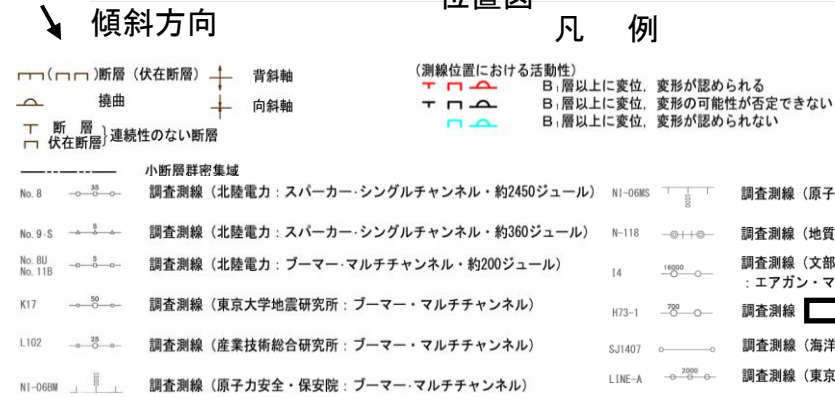 位置図
傾斜方向
凡 例
(断層(伏在断層)
背斜軸
撓曲
向斜軸
断 層
伏在断層
}連続性のない断層
(測線位置における活動性)
B₁層以上に変位, 変形が認められる
B₁層以上に変位, 変形の可能性が否定できない
B₁層以上に変位, 変形が認められない
小断層群密集域
No. 8 35 調査測線(北陸電力:スパーカー・シングルチャンネル・約2450ジュール)
No. 9・S 5 調査測線(北陸電力:スパーカー・シングルチャンネル・約360ジュール)
No. 8U
No. 11B 5 調査測線(北陸電力:ブーマー・マルチチャンネル・約200ジュール)
K17 50 調査測線(東京大学地震研究所:ブーマー・マルチチャンネル)
L102 25 調査測線(産業技術総合研究所:ブーマー・マルチチャンネル)
NI-06BM 調査測線(原子力安全・保安院:ブーマー・マルチチャンネル)
NI-06MS 1000 調査測線(原子
N-118 調査測線(地質
I4 16000 調査測線(文部
:エアガン・マ
H73-1 700 調査測線
SJ1407 調査測線(海洋
LINE-A 2000 調査測線(東京